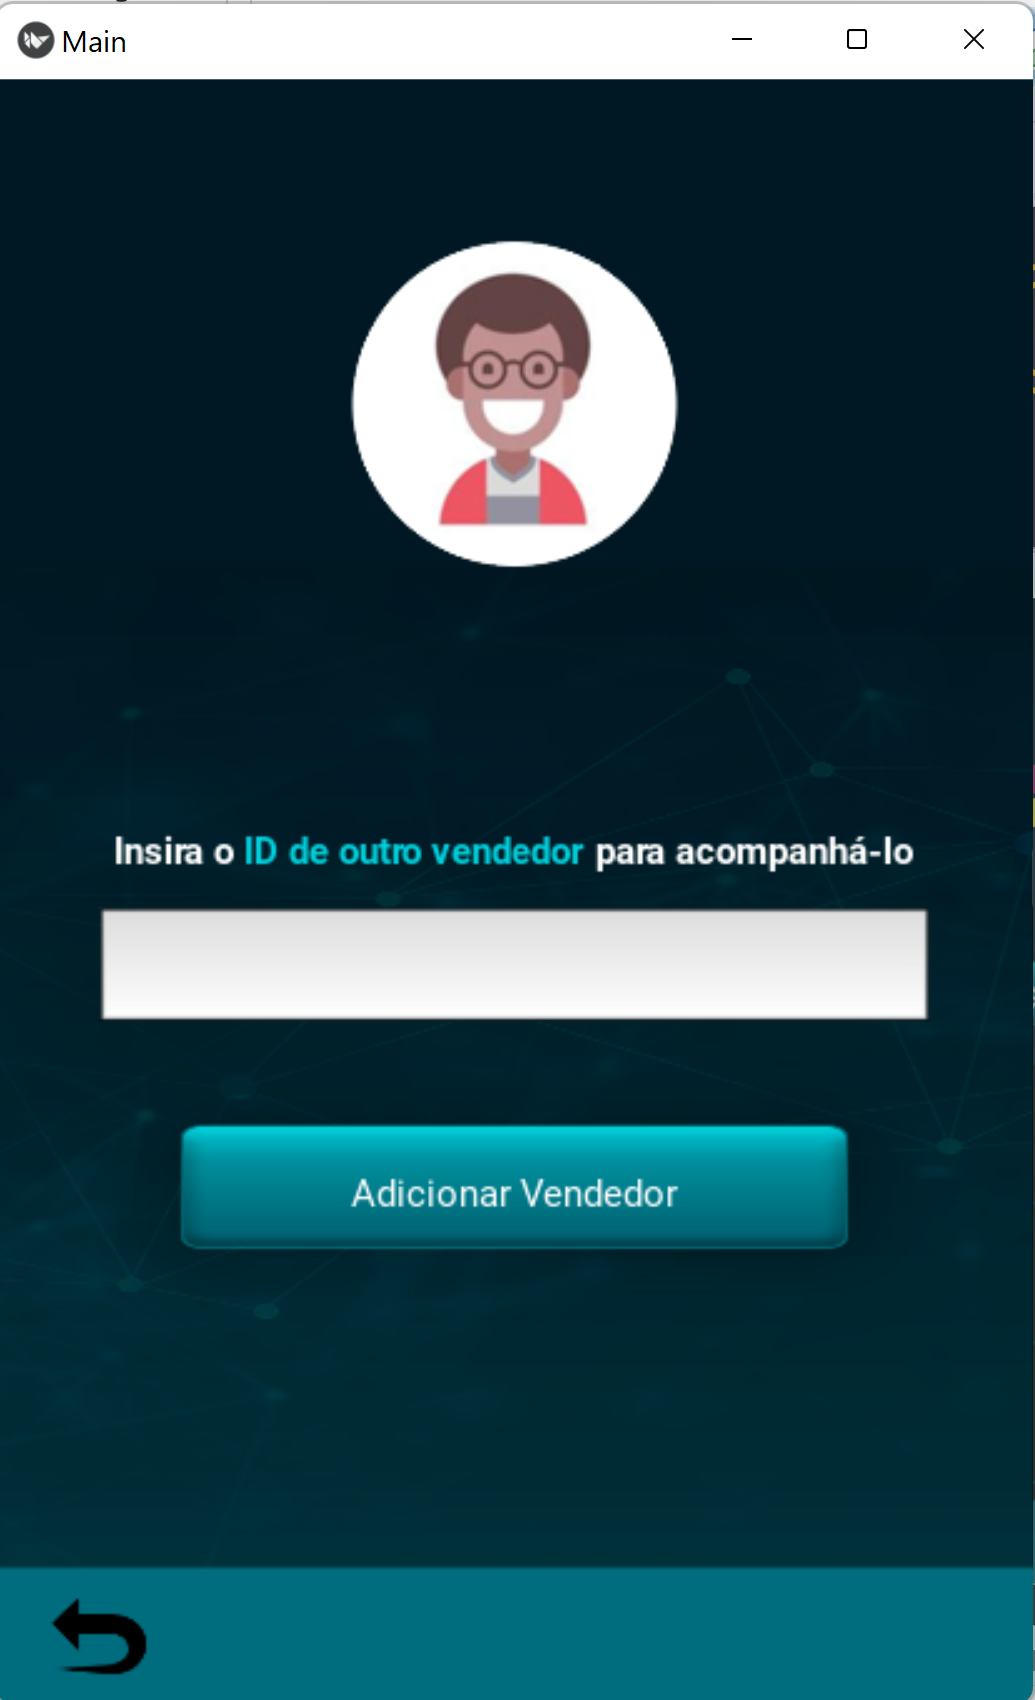 Main
Insira o ID de outro vendedor para acompanhá-lo
Adicionar Vendedor